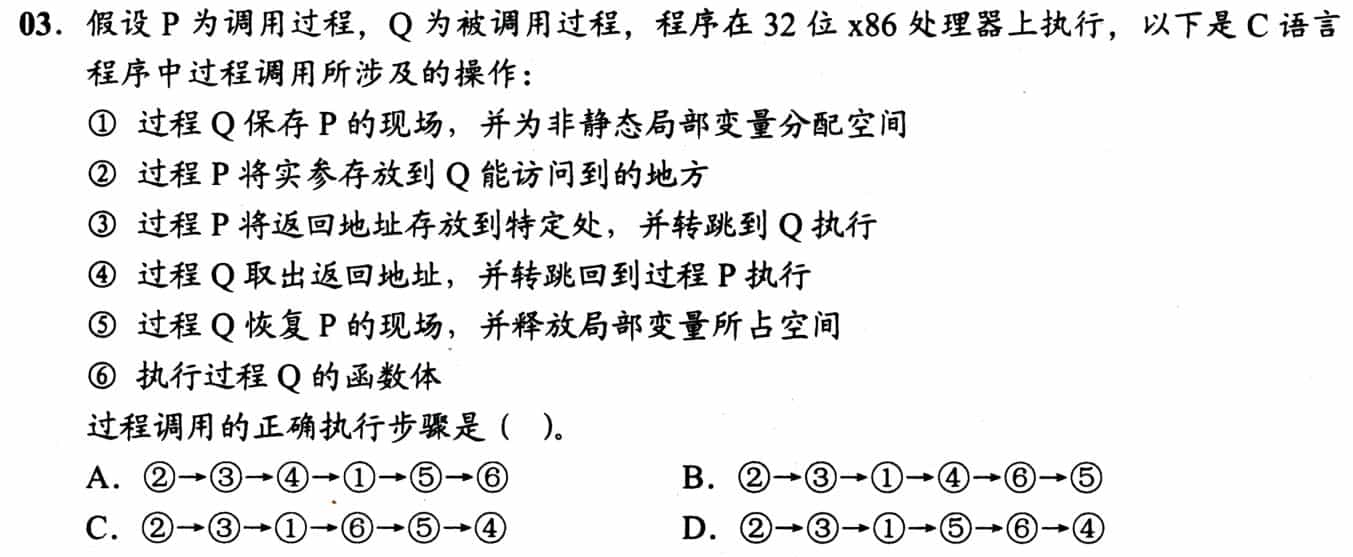 03. 假设 P 为调用过程，Q 为被调用过程，程序在 32 位 x86 处理器上执行，以下是 C 语言
程序中过程调用所涉及的操作：
① 过程 Q 保存 P 的现场，并为非静态局部变量分配空间
② 过程 P 将实参存放到 Q 能访问到的地方
③ 过程 P 将返回地址存放到特定处，并转跳到 Q 执行
④ 过程 Q 取出返回地址，并转跳回到过程 P 执行
⑤ 过程 Q 恢复 P 的现场，并释放局部变量所占空间
⑥ 执行过程 Q 的函数体
过程调用的正确执行步骤是（ ）。
A. ②→③→④→①→⑤→⑥ B. ②→③→①→④→⑥→⑤
C. ②→③→①→⑥→⑤→④ D. ②→③→①→⑤→⑥→④